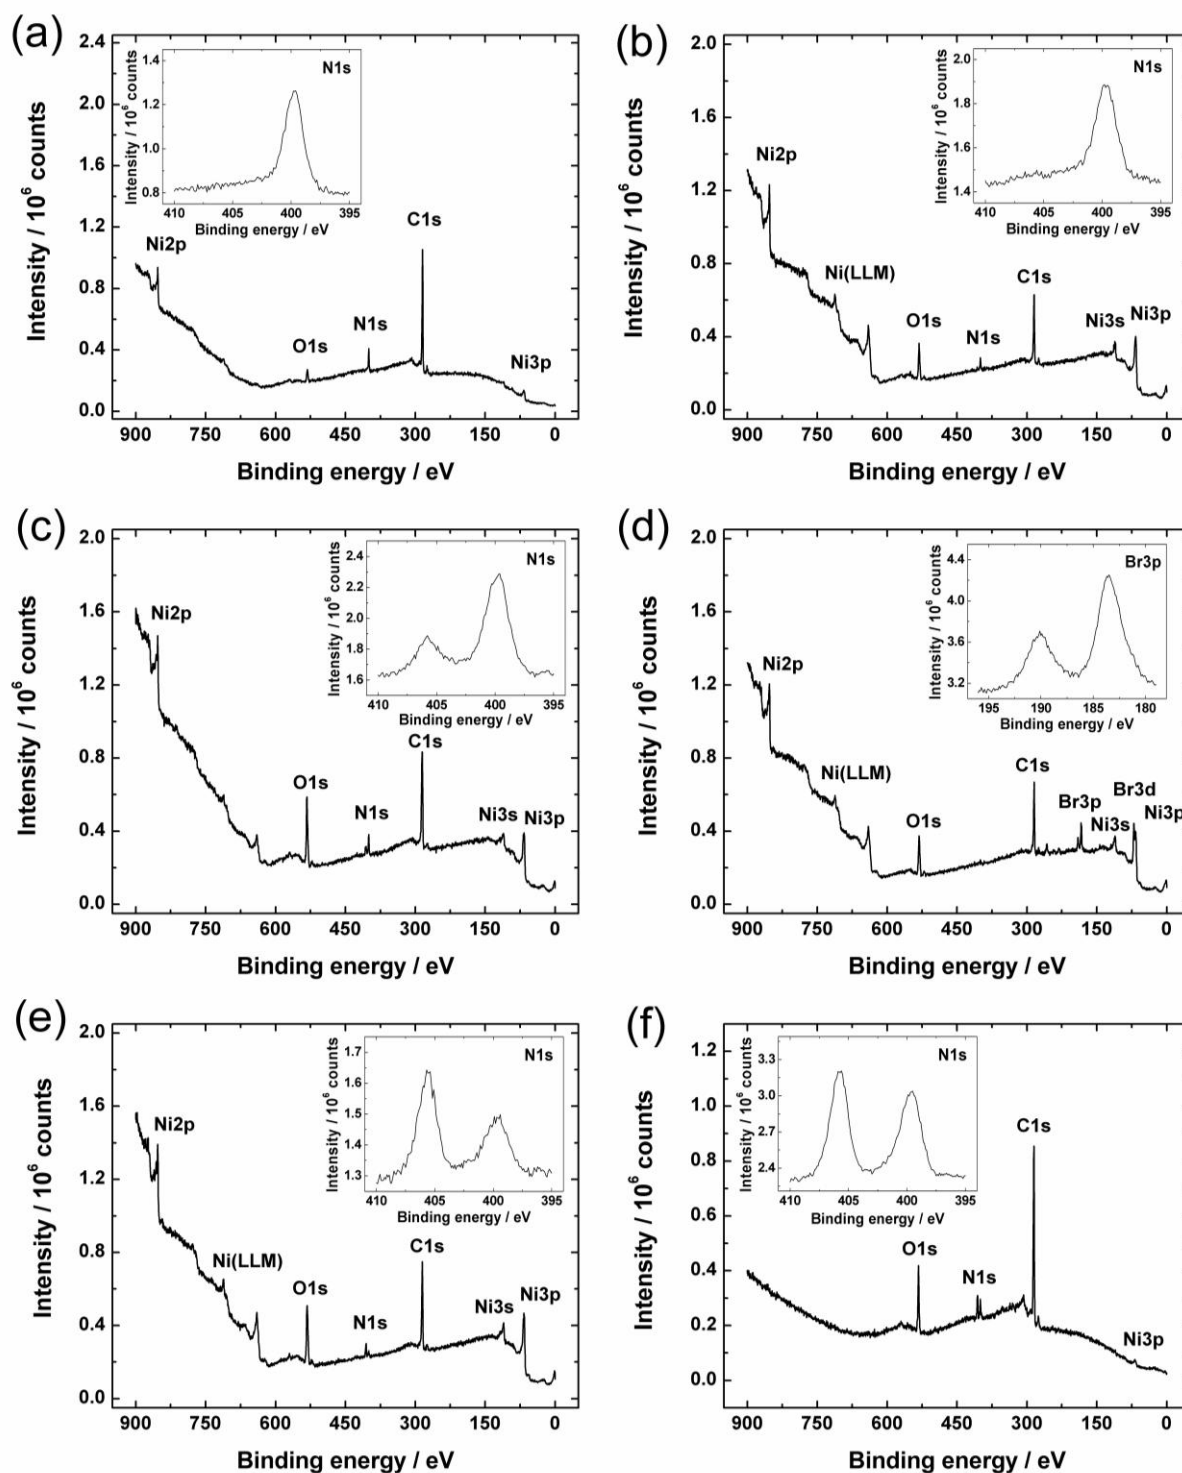 (a)
2.4
2.0
1.6
1.2
0.8
0.4
0.0
Intensity / 10⁶ counts
900 750 600 450 300 150 0
Binding energy / eV
Ni2p
O1s
N1s
C1s
Ni3p
N1s
1.4
1.2
1.0
0.8
Intensity / 10⁶ counts
410 405 400 395
Binding energy / eV
(b)
2.0
1.6
1.2
0.8
0.4
0.0
Intensity / 10⁶ counts
900 750 600 450 300 150 0
Binding energy / eV
Ni2p
Ni(LLM)
O1s
N1s
C1s
Ni3s
Ni3p
N1s
2.0
1.8
1.6
1.4
Intensity / 10⁶ counts
410 405 400 395
Binding energy / eV
(c)
2.0
1.6
1.2
0.8
0.4
0.0
Intensity / 10⁶ counts
900 750 600 450 300 150 0
Binding energy / eV
Ni2p
O1s
N1s
C1s
Ni3s
Ni3p
N1s
2.4
2.2
2.0
1.8
1.6
Intensity / 10⁶ counts
410 405 400 395
Binding energy / eV
(d)
2.0
1.6
1.2
0.8
0.4
0.0
Intensity / 10⁶ counts
900 750 600 450 300 150 0
Binding energy / eV
Ni2p
Ni(LLM)
O1s
C1s
Br3p
Ni3s
Br3d
Ni3p
Br3p
4.4
4.0
3.6
3.2
Intensity / 10⁶ counts
195 190 185 180
Binding energy / eV
(e)
2.0
1.6
1.2
0.8
0.4
0.0
Intensity / 10⁶ counts
900 750 600 450 300 150 0
Binding energy / eV
Ni2p
Ni(LLM)
O1s
N1s
C1s
Ni3s
Ni3p
N1s
1.7
1.6
1.5
1.4
1.3
Intensity / 10⁶ counts
410 405 400 395
Binding energy / eV
(f)
1.2
1.0
0.8
0.6
0.4
0.2
0.0
Intensity / 10⁶ counts
900 750 600 450 300 150 0
Binding energy / eV
O1s
N1s
C1s
Ni3p
N1s
3.3
3.0
2.7
2.4
Intensity / 10⁶ counts
410 405 400 395
Binding energy / eV